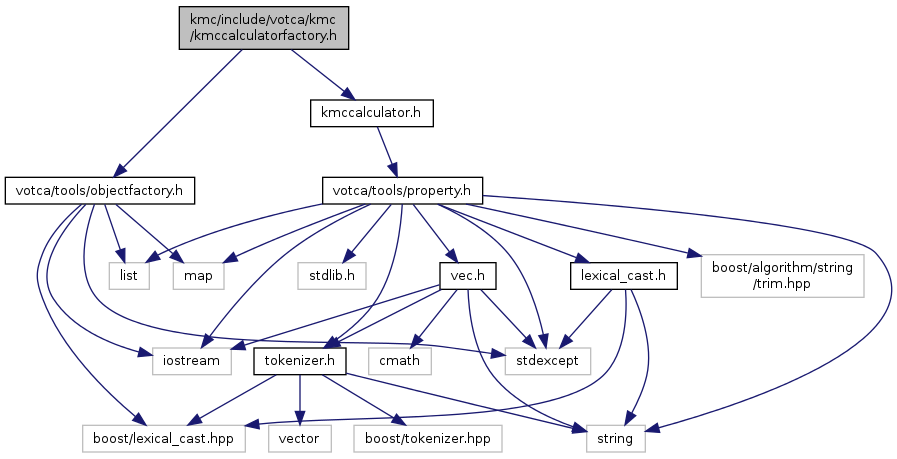 kmc/include/votca/kmc
/kmccalculatorfactory.h
kmccalculator.h
votca/tools/objectfactory.h
votca/tools/property.h
list
map
stdlib.h
vec.h
lexical_cast.h
boost/algorithm/string
/trim.hpp
iostream
tokenizer.h
cmath
stdexcept
boost/lexical_cast.hpp
vector
boost/tokenizer.hpp
string